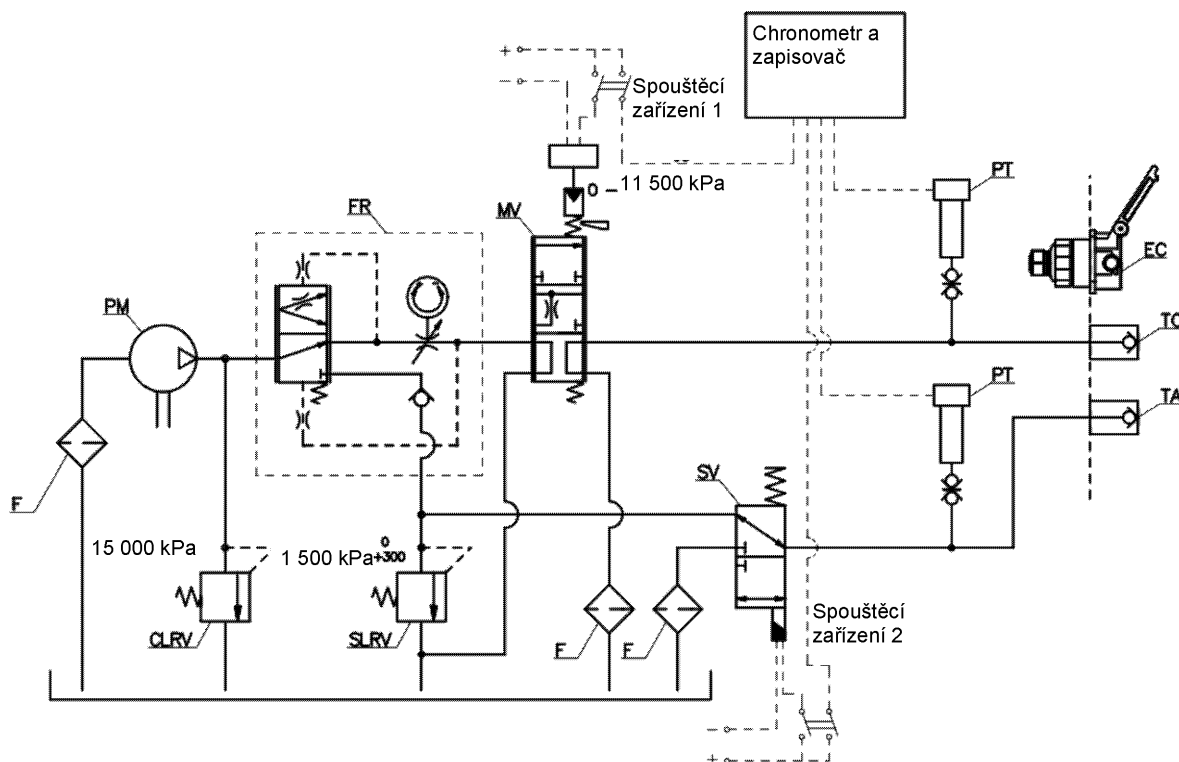 Chronometr a
zapisovač
+
Spouštěcí
zařízení 1
–
0 – 11 500 kPa
PT
FR
MV
EC
PM
TC
PT
TA
F
SV
15 000 kPa
0
1 500 kPa +300
Spouštěcí
zařízení 2
CLRV
SLRV
F
F
–
+